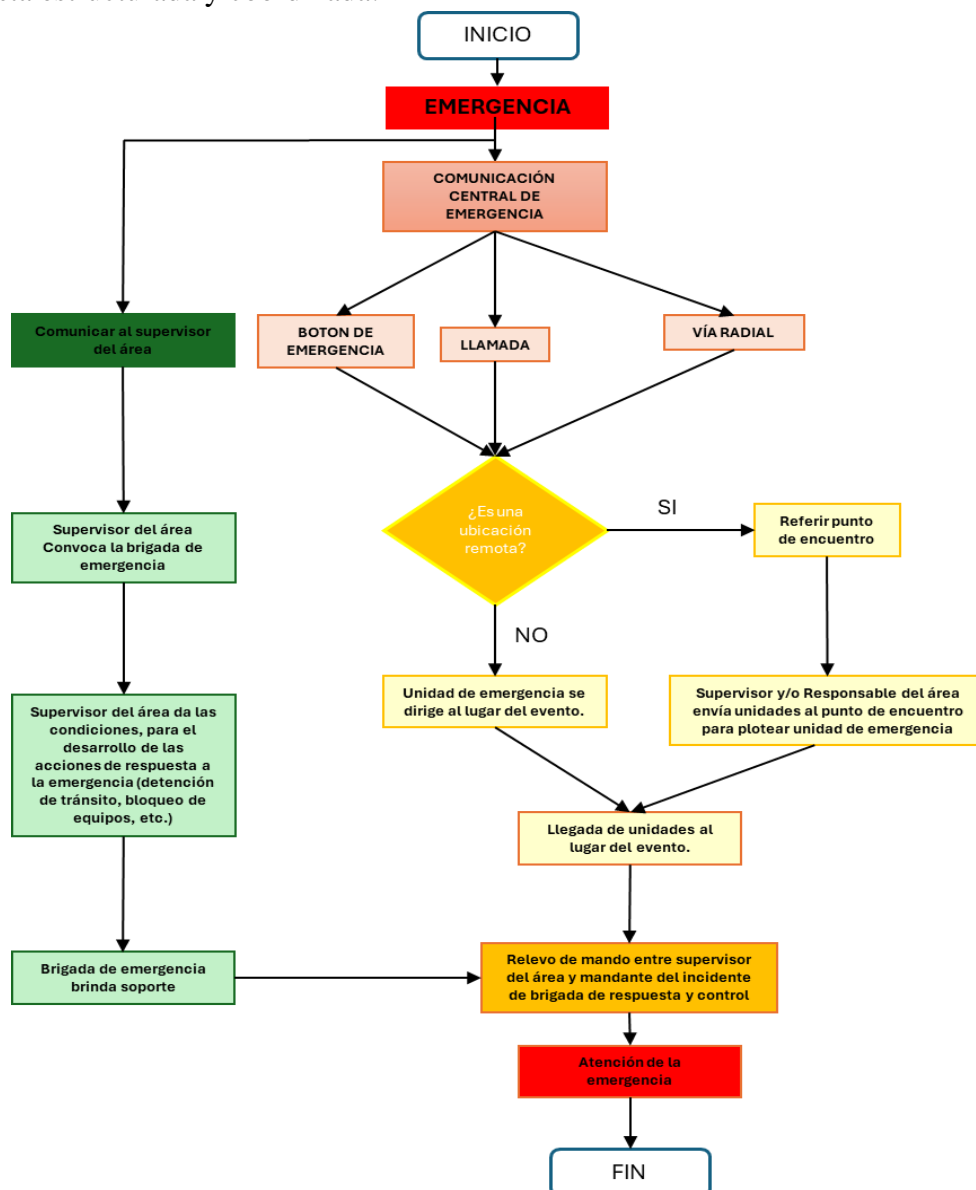 INICIO
EMERGENCIA
COMUNICACIÓN
CENTRAL DE
EMERGENCIA
Comunicar al supervisor
del área
BOTON DE
EMERGENCIA
LLAMADA
VÍA RADIAL
¿Es una
ubicación
remota?
SI
Referir punto
de encuentro
Supervisor del área
Convoca la brigada de
emergencia
NO
Unidad de emergencia se
dirige al lugar del evento.
Supervisor y/o Responsable del área
envía unidades al punto de encuentro
para plotear unidad de emergencia
Supervisor del área da las
condiciones, para el
desarrollo de las
acciones de respuesta a
la emergencia (detención
de tránsito, bloqueo de
equipos, etc.)
Llegada de unidades al
lugar del evento.
Brigada de emergencia
brinda soporte
Relevo de mando entre supervisor
del área y mandante del incidente
de brigada de respuesta y control
Atención de la
emergencia
FIN